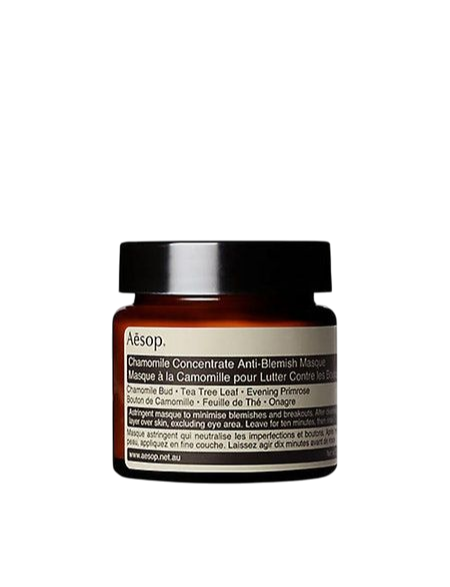 Aēsop.
Chamomile Concentrate Anti-Blemish Masque
Masque à la Camomille pour Lutter Contre les
Chamomile Bud • Tea Tree Leaf • Evening Primrose
Bouton de Camomille • Feuille de Thé • Onagre
Astringent masque to minimise blemishes and breakouts. After
layer over skin, excluding eye area. Leave for ten minutes, then
Masque astringent qui neutralise les imperfections et boutons.
peau, appliquez en fine couche. Laissez agir dix minutes avant de
www.aesop.net.au